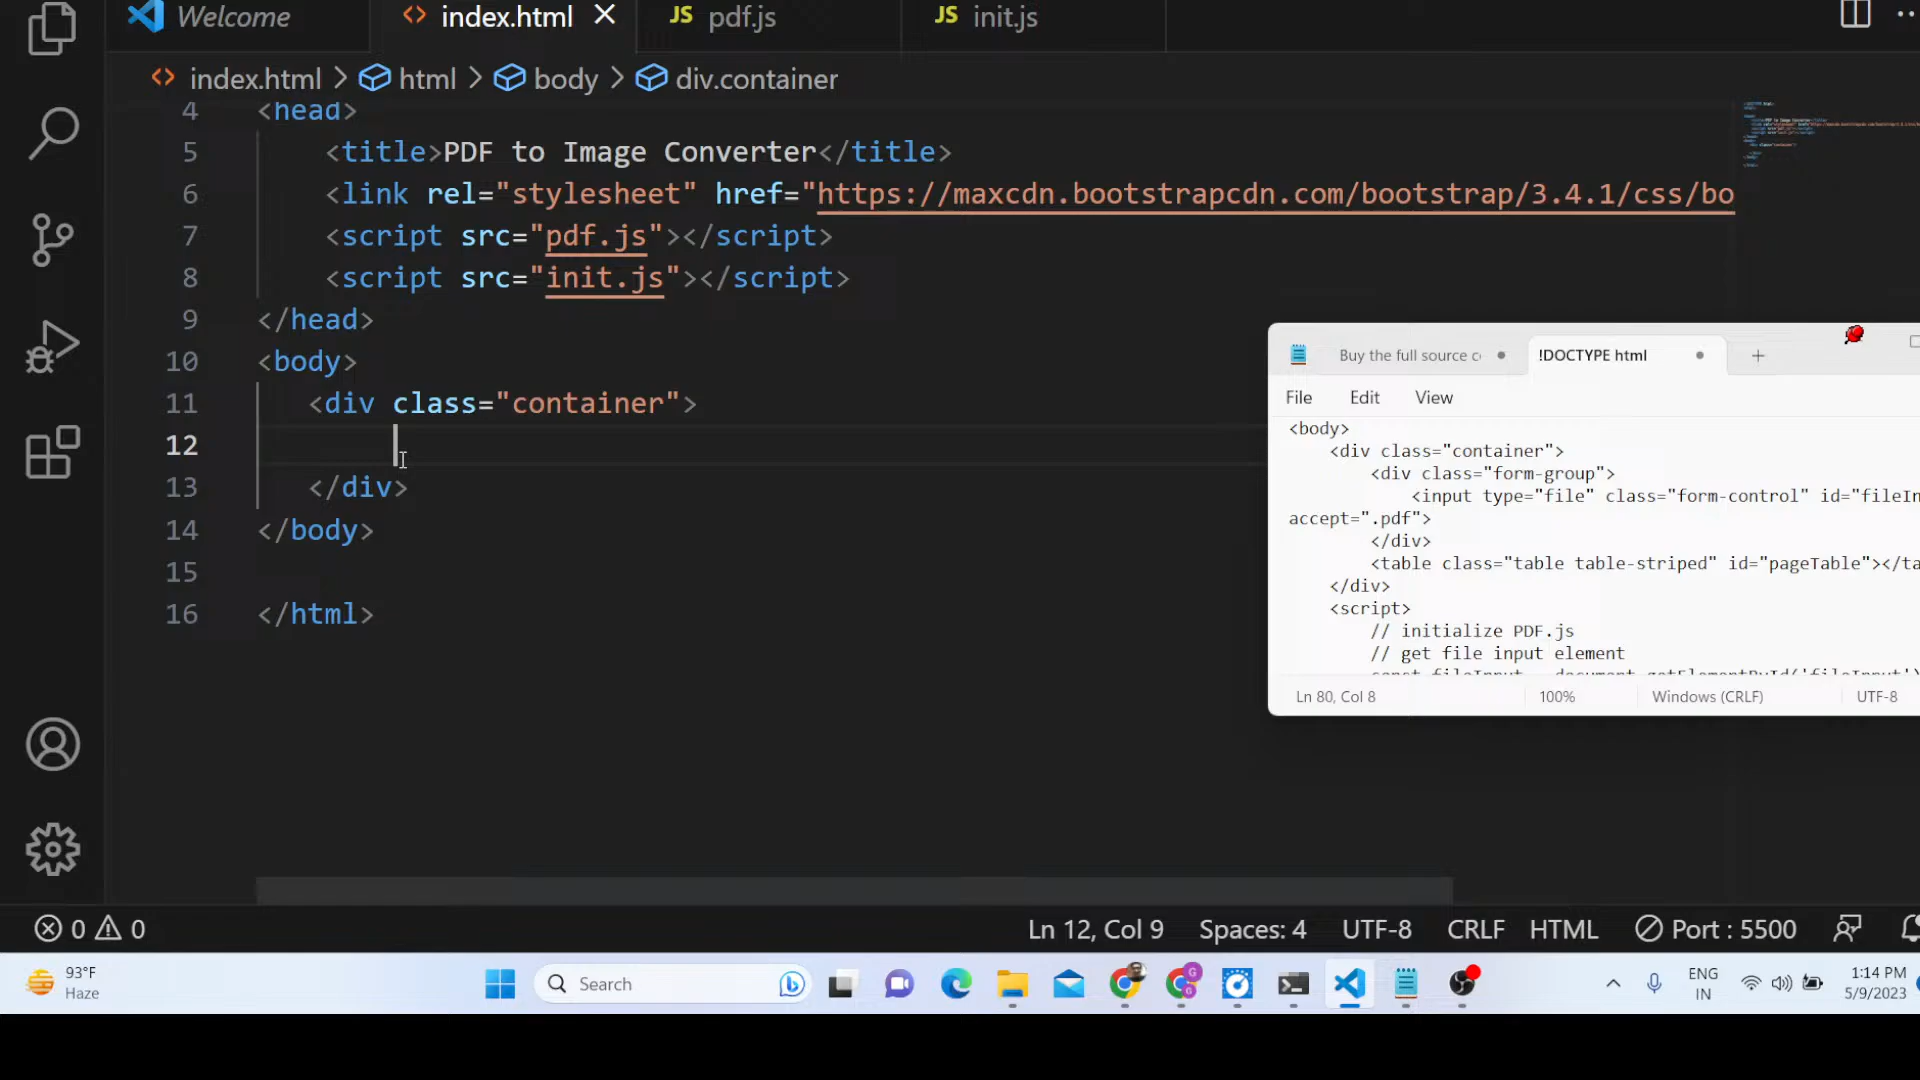 Welcome
<> index.html
JS pdf.js
JS init.js
<> index.html > html > body > div.container
4 <head>
5 <title>PDF to Image Converter</title>
6 <link rel="stylesheet" href="https://maxcdn.bootstrapcdn.com/bootstrap/3.4.1/css/bo
7 <script src="pdf.js"></script>
8 <script src="init.js"></script>
9 </head>
10 <body>
11 <div class="container">
12
13 </div>
14 </body>
15
16 </html>
Buy the full source c
!DOCTYPE html
File Edit View
<body>
<div class="container">
<div class="form-group">
<input type="file" class="form-control" id="fileIn
accept=".pdf">
</div>
<table class="table table-striped" id="pageTable"></ta
</div>
<script>
// initialize PDF.js
// get file input element
const fileInput = document.getElementById('fileInput')
Ln 80, Col 8
100%
Windows (CRLF)
UTF-8
0 0
Ln 12, Col 9
Spaces: 4
UTF-8
CRLF
HTML
Port : 5500
93°F
Haze
Search
ENG
IN
1:14 PM
5/9/2023